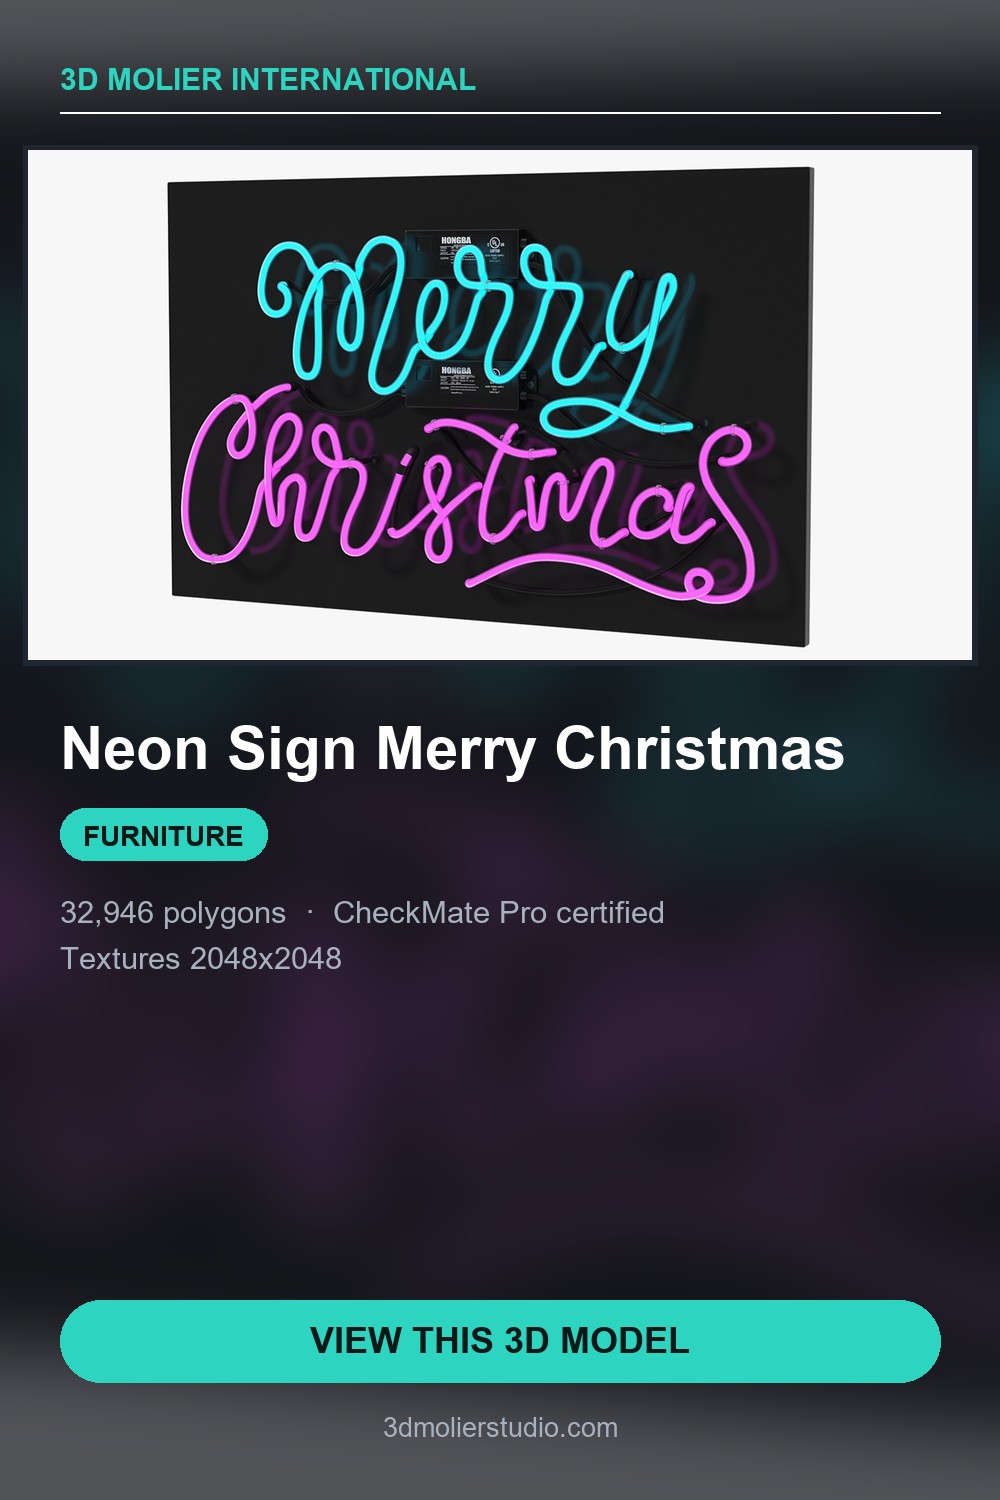 3D MOLIER INTERNATIONAL
HONGBA
Merry
HONGBA
Christmas
Neon Sign Merry Christmas
FURNITURE
32,946 polygons · CheckMate Pro certified
Textures 2048x2048
VIEW THIS 3D MODEL
3dmolierstudio.com